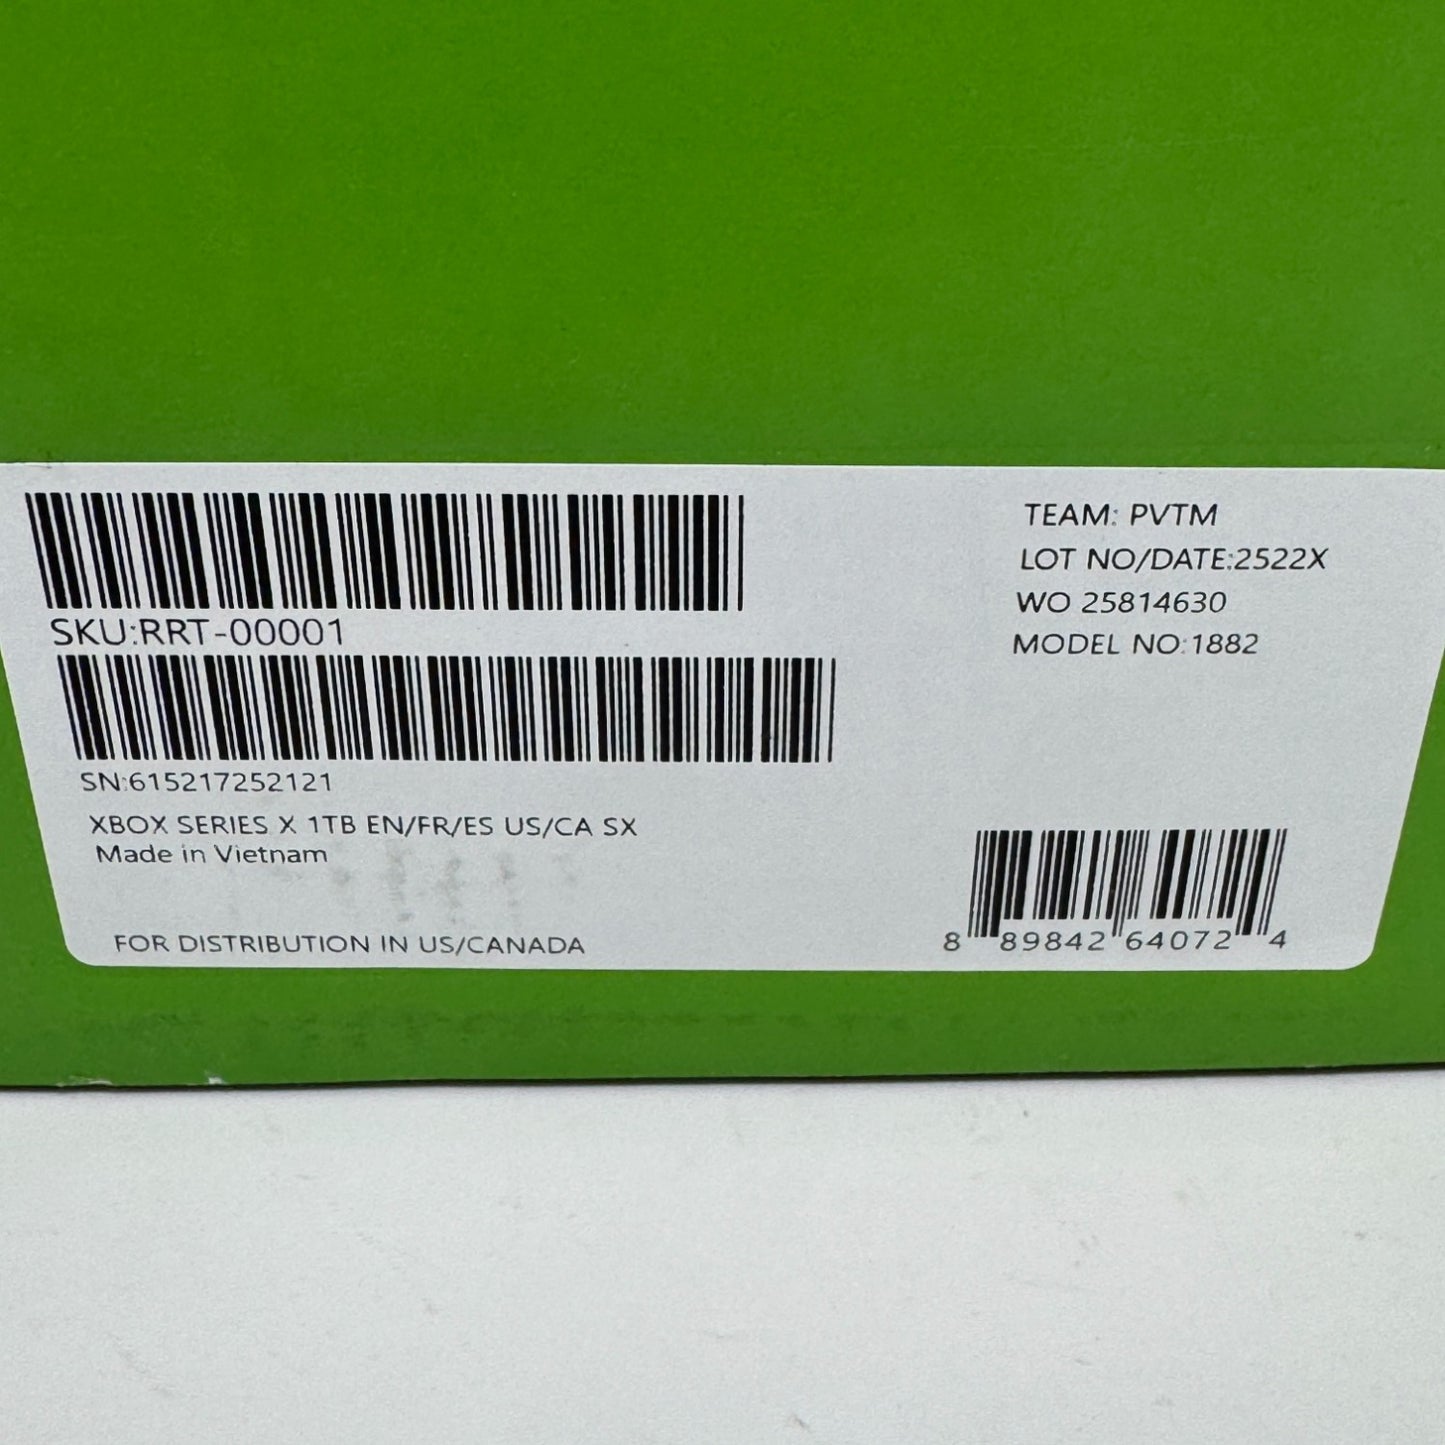 SKU:RRT-00001
SN:615217252121
XBOX SERIES X 1TB EN/FR/ES US/CA SX
Made in Vietnam
FOR DISTRIBUTION IN US/CANADA
TEAM: PVTM
LOT NO/DATE:2522X
WO 25814630
MODEL NO:1882
8 89842 64072 4